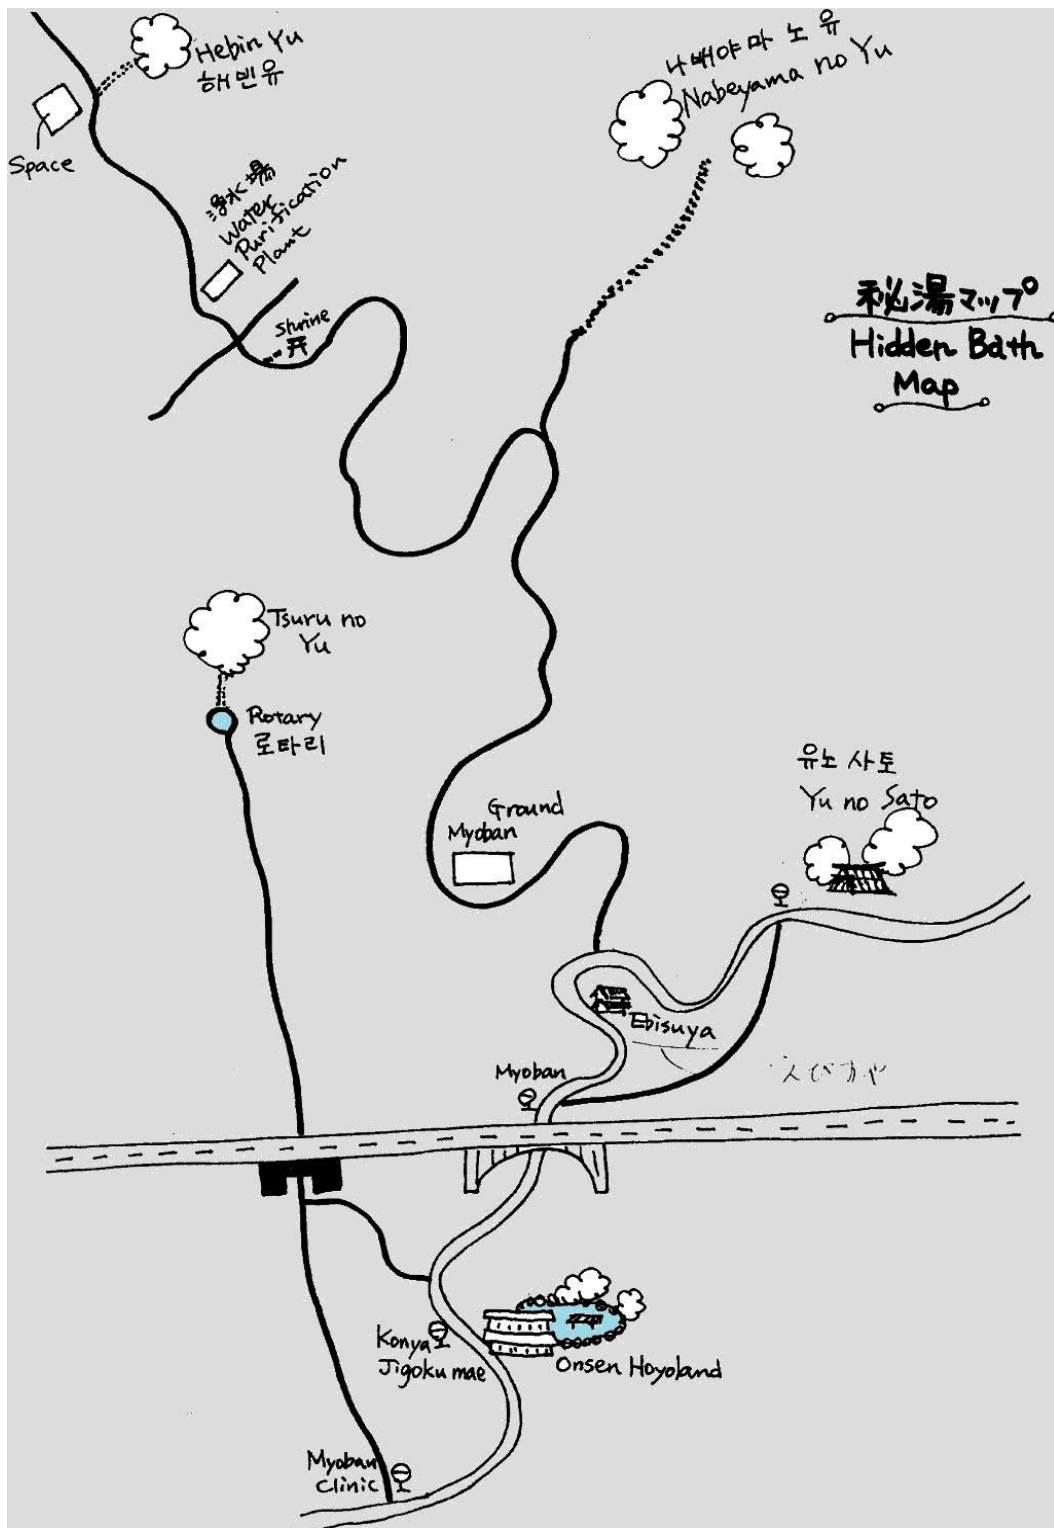 Hebin Yu
해빈유
Space
浄水場
Water
Purification
Plant
Shrine
나베야마 노 유
Nabeyama no Yu
秘湯マップ
Hidden Bath
Map
Tsuru no
Yu
Rotary
로타리
유노 사토
Yu no Sato
Ground
Myoban
Ebisuya
えびすや
Myoban
Konya
Jigoku mae
Onsen Hoyoland
Myoban
Clinic